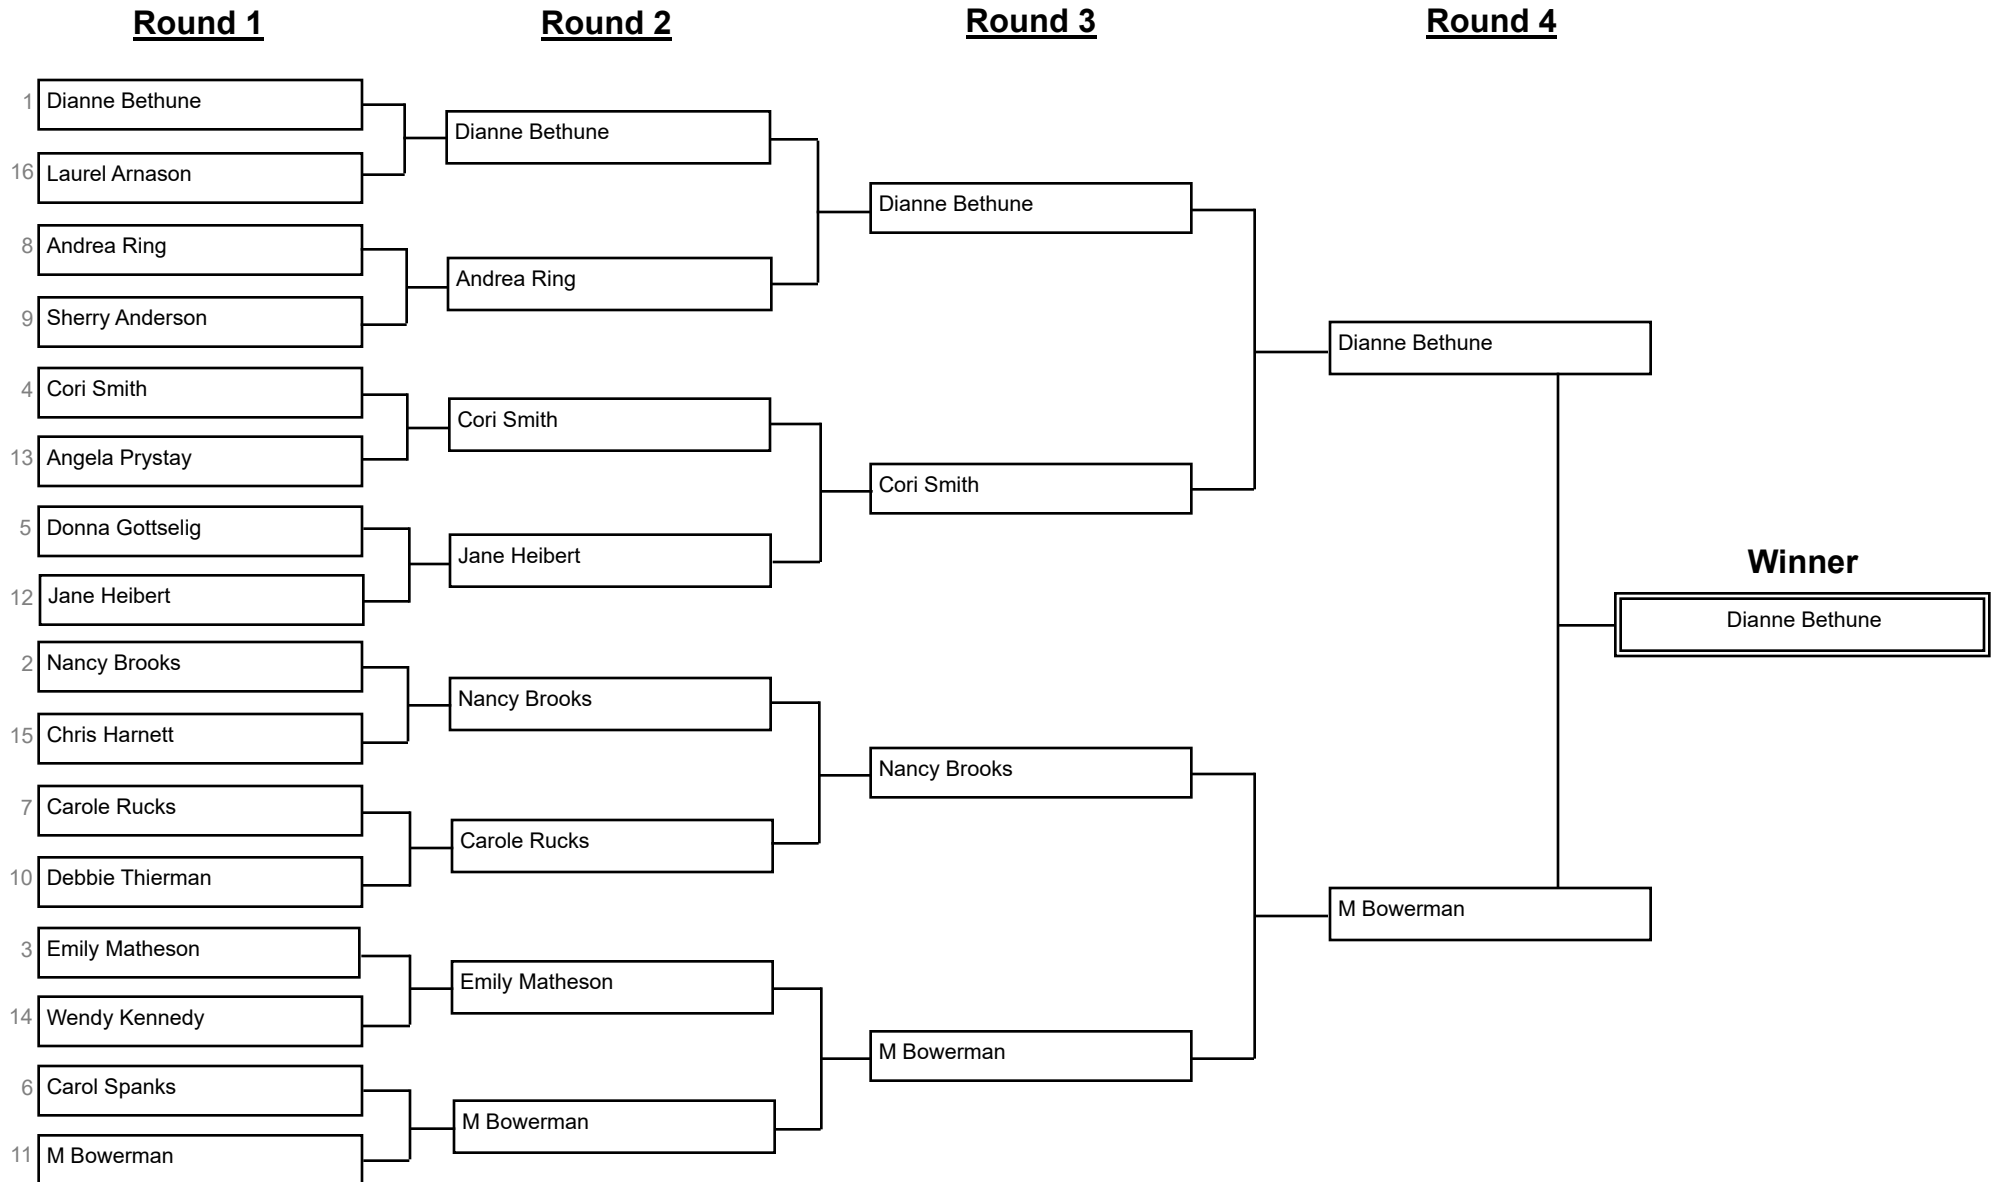 Round 1
Round 2
Round 3
Round 4
1 Dianne Bethune
16 Laurel Arnason
8 Andrea Ring
9 Sherry Anderson
4 Cori Smith
13 Angela Prystay
5 Donna Gottselig
12 Jane Heibert
2 Nancy Brooks
15 Chris Harnett
7 Carole Rucks
10 Debbie Thierman
3 Emily Matheson
14 Wendy Kennedy
6 Carol Spanks
11 M Bowerman
Dianne Bethune
Andrea Ring
Cori Smith
Jane Heibert
Nancy Brooks
Carole Rucks
Emily Matheson
M Bowerman
Dianne Bethune
Cori Smith
Nancy Brooks
M Bowerman
Dianne Bethune
M Bowerman
Winner
Dianne Bethune